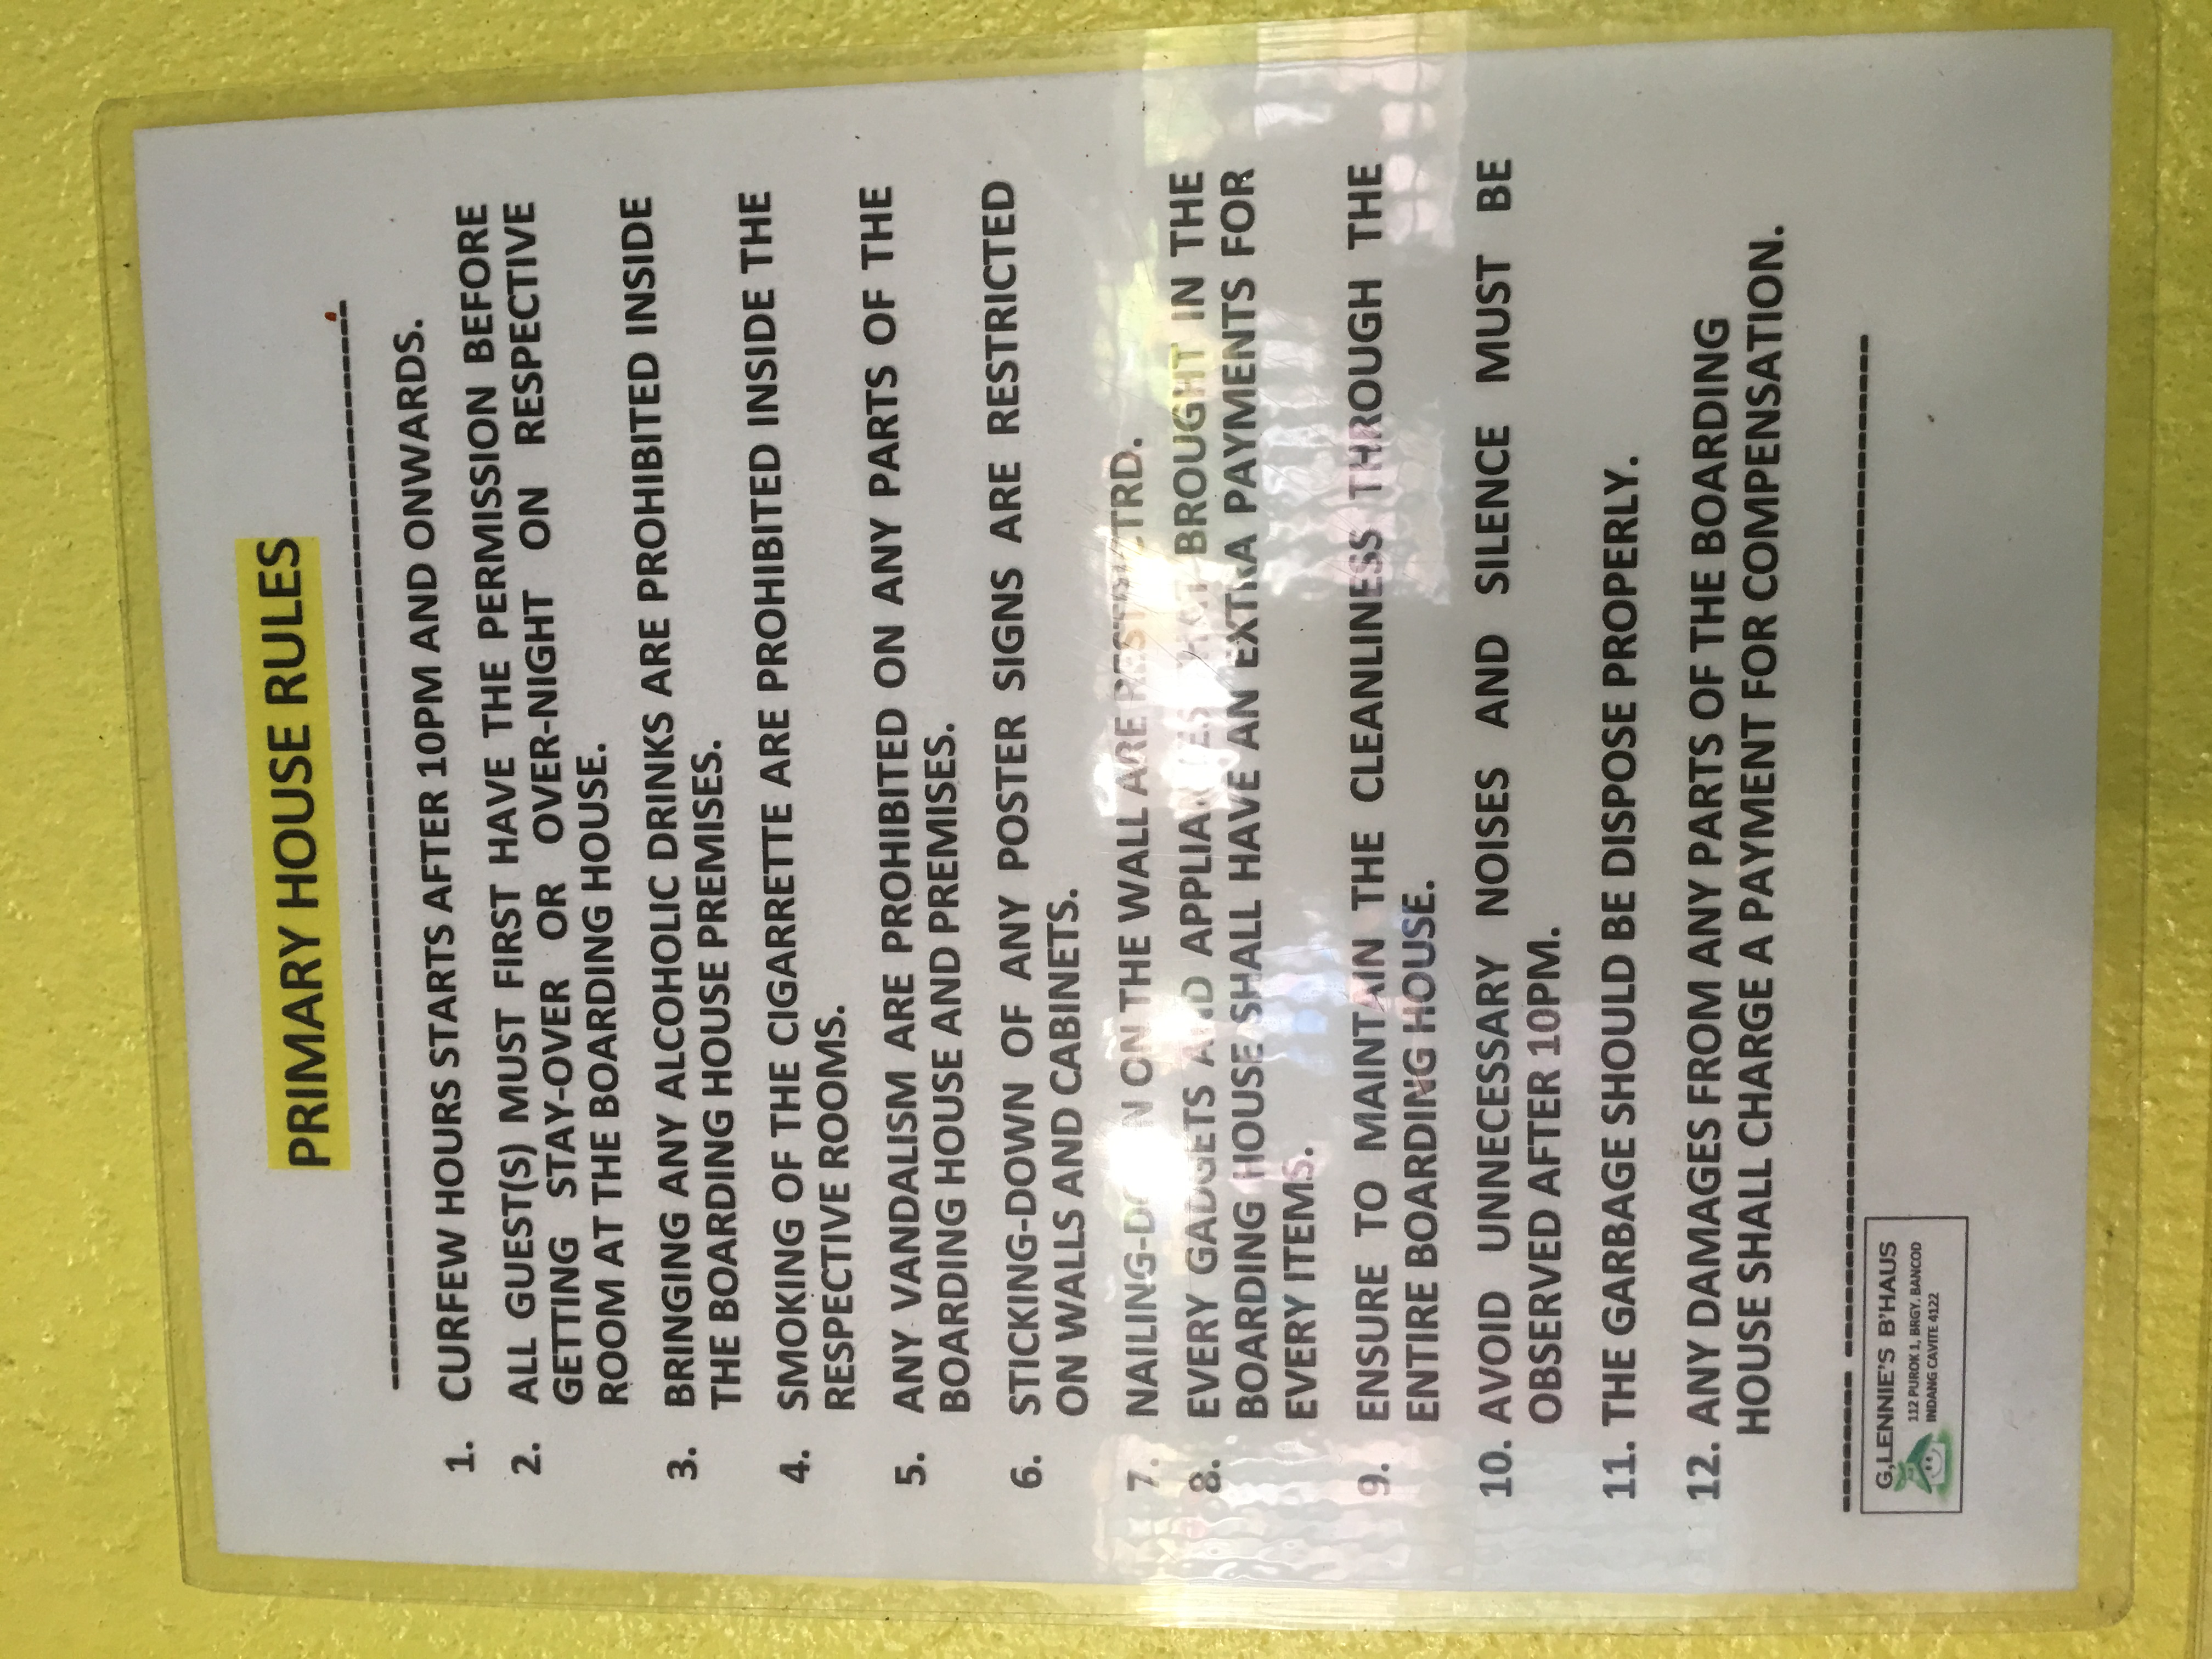 PRIMARY HOUSE RULES
1. CURFEW HOURS STARTS AFTER 10PM AND ONWARDS.
2. ALL GUEST(S) MUST FIRST HAVE THE PERMISSION BEFORE
GETTING STAY-OVER OR OVER-NIGHT ON RESPECTIVE
ROOM AT THE BOARDING HOUSE.
3. BRINGING ANY ALCOHOLIC DRINKS ARE PROHIBITED INSIDE
THE BOARDING HOUSE PREMISES.
4. SMOKING OF THE CIGARRETTE ARE PROHIBITED INSIDE THE
RESPECTIVE ROOMS.
5. ANY VANDALISM ARE PROHIBITED ON ANY PARTS OF THE
BOARDING HOUSE AND PREMISES.
6. STICKING-DOWN OF ANY POSTER SIGNS ARE RESTRICTED
ON WALLS AND CABINETS.
7. NAILING-DOWN ON THE WALL ARE RESTRICTRD.
8. EVERY GADGETS AND APPLIANCES THAT BROUGHT IN THE
BOARDING HOUSE SHALL HAVE AN EXTRA PAYMENTS FOR
EVERY ITEMS.
9. ENSURE TO MAINTAIN THE CLEANLINESS THROUGH THE
ENTIRE BOARDING HOUSE.
10. AVOID UNNECESSARY NOISES AND SILENCE MUST BE
OBSERVED AFTER 10PM.
11. THE GARBAGE SHOULD BE DISPOSE PROPERLY.
12. ANY DAMAGES FROM ANY PARTS OF THE BOARDING
HOUSE SHALL CHARGE A PAYMENT FOR COMPENSATION.
G,LENNIE'S B'HAUS
112 PUROK 1, BRGY. BANCOD
INDANG CAVITE 4122